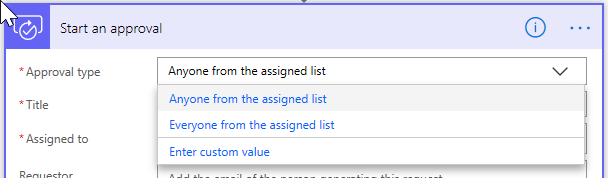 Start an approval
* Approval type
Anyone from the assigned list
Anyone from the assigned list
* Title
Everyone from the assigned list
* Assigned to
Enter custom value
Requestor
Add the email of the person generating this request